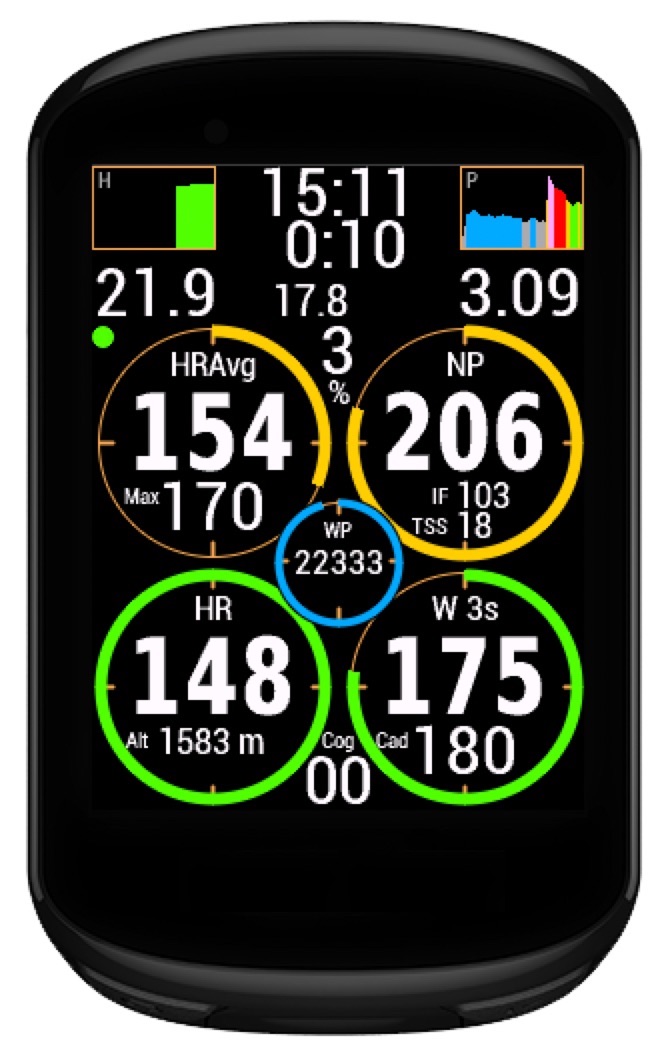 H
15:11
P
0:10
21.9
17.8
3.09
3
%
HRAvg
154
Max 170
NP
206
IF 103
TSS 18
WP
22333
HR
148
Alt 1583 m
W 3s
175
Cad 180
Cog
00